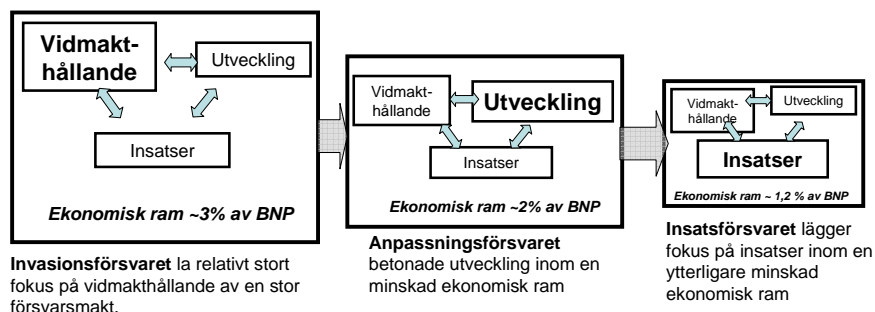 Vidmakt-
hållande
Utveckling
Insatser
Ekonomisk ram ~3% av BNP
Invasionsförsvaret la relativt stort
fokus på vidmakthållande av en stor
försvarsmakt.
Vidmakt-
hållande
Utveckling
Insatser
Ekonomisk ram ~2% av BNP
Anpassningsförsvaret
betonade utveckling inom en
minskad ekonomisk ram
Vidmakt-
hållande
Utveckling
Insatser
Ekonomisk ram ~ 1,2 % av BNP
Insatsförsvaret lägger
fokus på insatser inom en
ytterligare minskad
ekonomisk ram